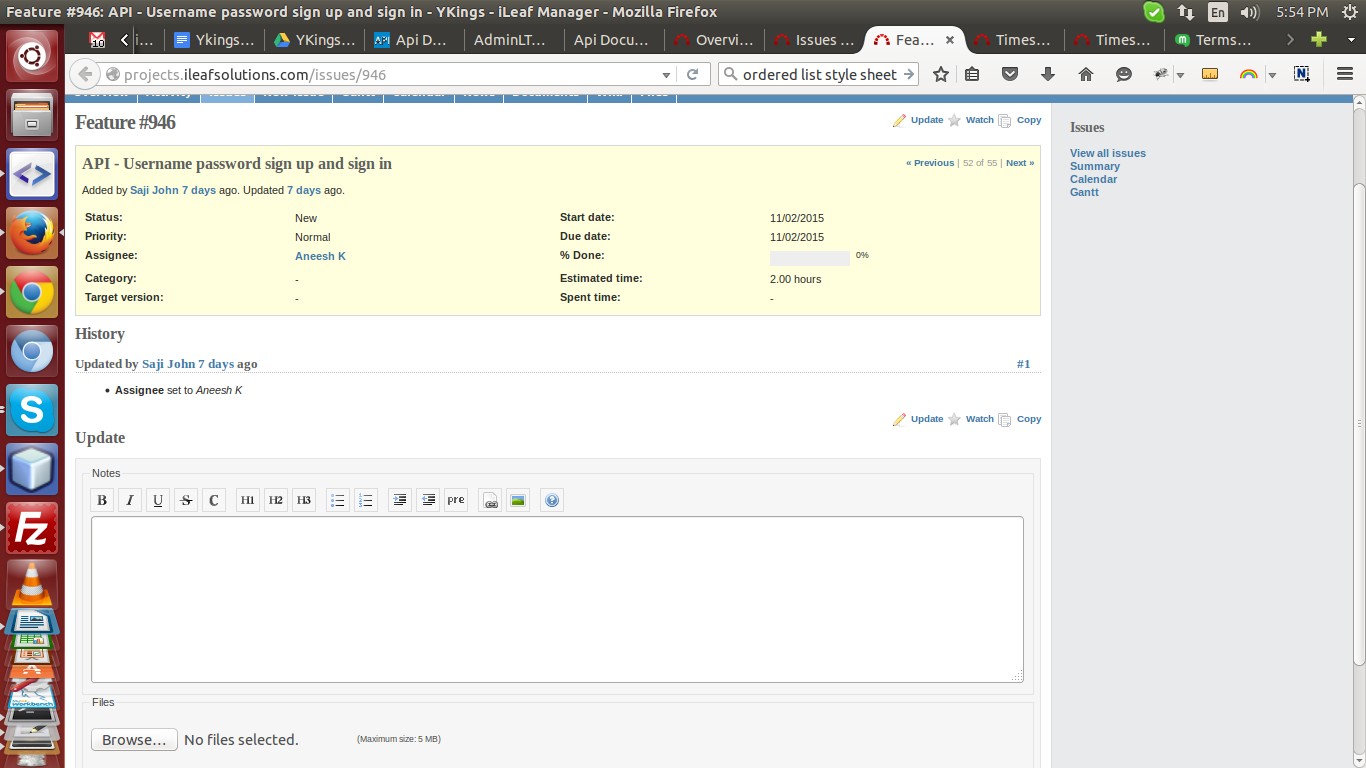 Feature #946: API - Username password sign up and sign in - YKings - iLeaf Manager - Mozilla Firefox
En
5:54 PM
10
i...
Ykings...
YKings...
API
Api D...
AdminLT...
Api Docu...
Overvi...
Issues ...
Fea...
Times...
Times...
Terms...
projects.ileafsolutions.com/issues/946
ordered list style sheet
Feature #946
Update
Watch
Copy
API - Username password sign up and sign in
« Previous | 52 of 55 | Next »
Added by Saji John 7 days ago. Updated 7 days ago.
Status: New Start date: 11/02/2015
Priority: Normal Due date: 11/02/2015
Assignee: Aneesh K % Done: 0%
Category: - Estimated time: 2.00 hours
Target version: - Spent time: -
History
Updated by Saji John 7 days ago #1
Assignee set to Aneesh K
Update
Watch
Copy
Update
Notes
B I U S C H1 H2 H3 pre
Files
Browse... No files selected. (Maximum size: 5 MB)
Issues
View all issues
Summary
Calendar
Gantt